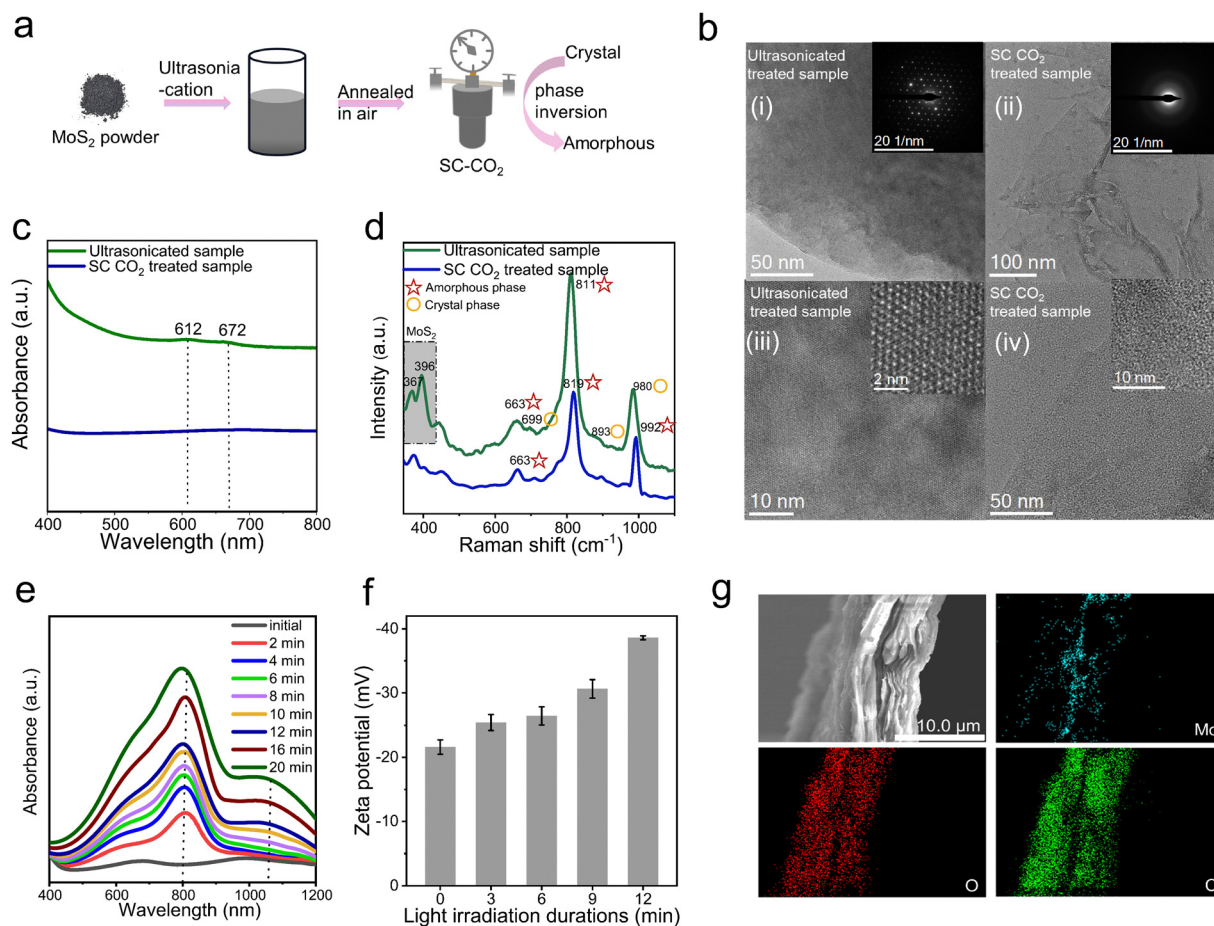 a
MoS2 powder
Ultrasonia
-cation
Annealed
in air
SC-CO2
Crystal
phase
inversion
Amorphous
b
Ultrasonicated
treated sample
(i)
20 1/nm
50 nm
SC CO2
treated sample
(ii)
20 1/nm
100 nm
Ultrasonicated
treated sample
(iii)
2 nm
10 nm
SC CO2
treated sample
(iv)
10 nm
50 nm
c
Ultrasonicated sample
SC CO2 treated sample
612
672
Absorbance (a.u.)
400 500 600 700 800
Wavelength (nm)
d
Ultrasonicated sample
SC CO2 treated sample
Amorphous phase
Crystal phase
MoS2
367
396
663
699
811
819
893
980
992
663
Intensity (a.u.)
400 600 800 1000
Raman shift (cm-1)
e
initial
2 min
4 min
6 min
8 min
10 min
12 min
16 min
20 min
Absorbance (a.u.)
400 600 800 1000 1200
Wavelength (nm)
f
Zeta potential (mV)
-40
-30
-20
-10
0
0 3 6 9 12
Light irradiation durations (min)
g
10.0 µm
Mo
O